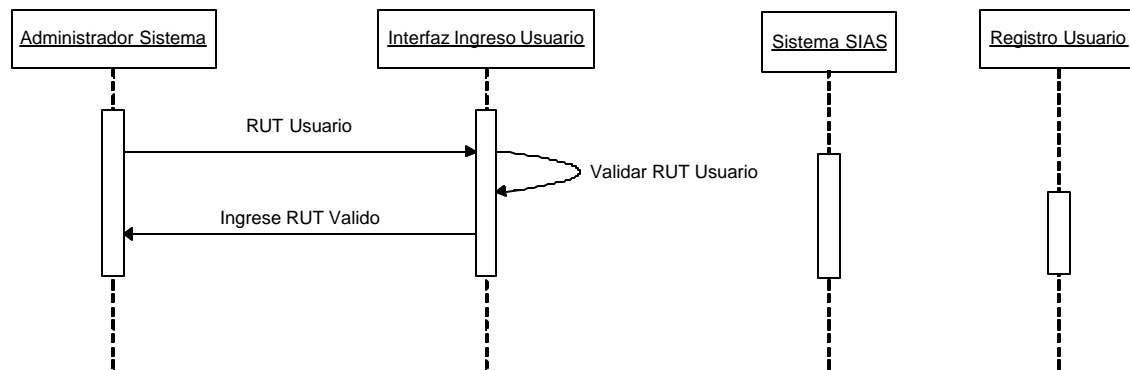 Administrador Sistema
Interfaz Ingreso Usuario
Sistema SIAS
Registro Usuario
RUT Usuario
Validar RUT Usuario
Ingrese RUT Valido